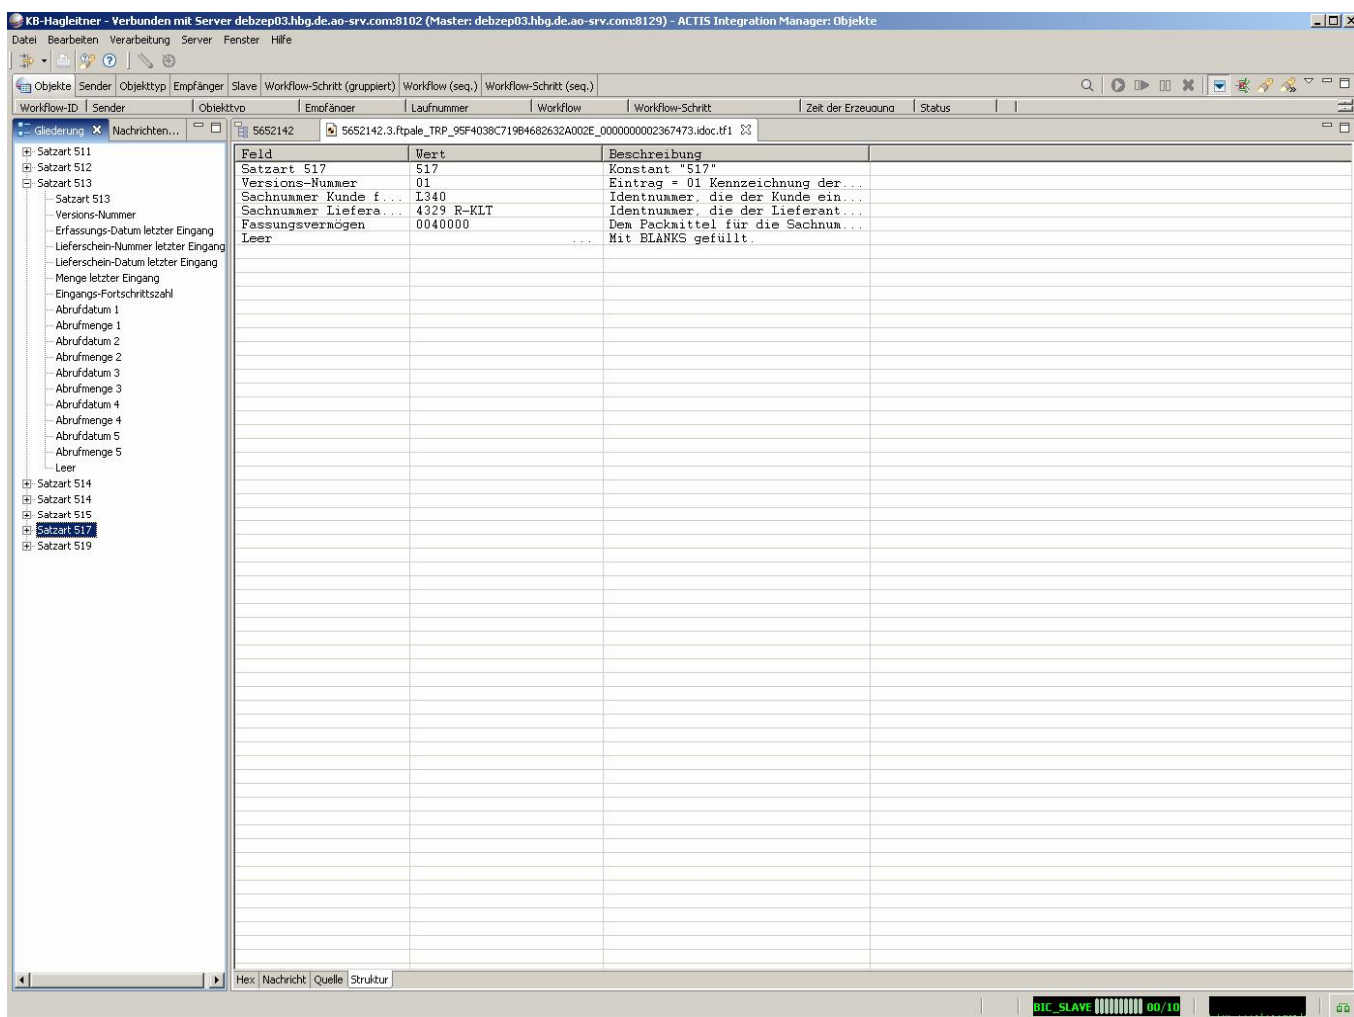 KB-Hagleitner - Verbunden mit Server debzep03.hbg.de.ao-srv.com:8102 (Master: debzep03.hbg.de.ao-srv.com:8129) - ACTIS Integration Manager: Objekte
Datei Bearbeiten Verarbeitung Server Fenster Hilfe
Objekte Sender Objekttyp Empfänger Slave Workflow-Schritt (gruppiert) Workflow (seq.) Workflow-Schritt (seq.)
Workflow-ID Sender Objekttyp Empfänger Laufnummer Workflow Workflow-Schritt Zeit der Erzeugung Status
Gliederung Nachrichten... 5652142 5652142.3.ftpale_TRP_95F4038C719B4682632A002E_0000000002367473.idoc.tf1
Satzart 511
Satzart 512
Satzart 513
Satzart 513
Versions-Nummer
Erfassungs-Datum letzter Eingang
Lieferschein-Nummer letzter Eingang
Lieferschein-Datum letzter Eingang
Menge letzter Eingang
Eingangs-Fortschrittszahl
Abrufdatum 1
Abrufmenge 1
Abrufdatum 2
Abrufmenge 2
Abrufdatum 3
Abrufmenge 3
Abrufdatum 4
Abrufmenge 4
Abrufdatum 5
Abrufmenge 5
Leer
Satzart 514
Satzart 514
Satzart 515
Satzart 517
Satzart 519
Feld Wert Beschreibung
Satzart 517 517 Konstant "517"
Versions-Nummer 01 Eintrag = 01 Kennzeichnung der...
Sachnummer Kunde f... L340 Identnummer, die der Kunde ein...
Sachnummer Liefera... 4329 R-KLT Identnummer, die der Lieferant...
Fassungsvermögen 0040000 Dem Packmittel für die Sachnum...
Leer ... Mit BLANKS gefüllt.
Hex Nachricht Quelle Struktur
BIC_SLAVE 00/10